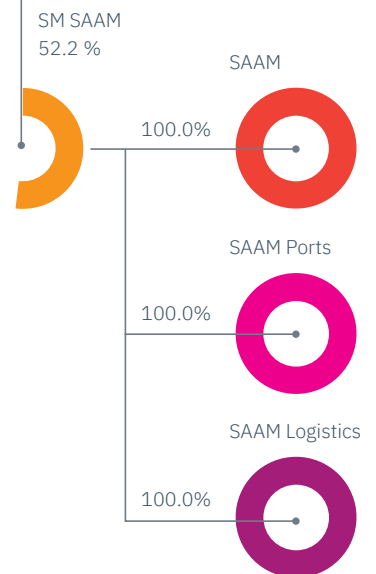 SM SAAM
52.2 %
SAAM
100.0%
SAAM Ports
100.0%
SAAM Logistics
100.0%